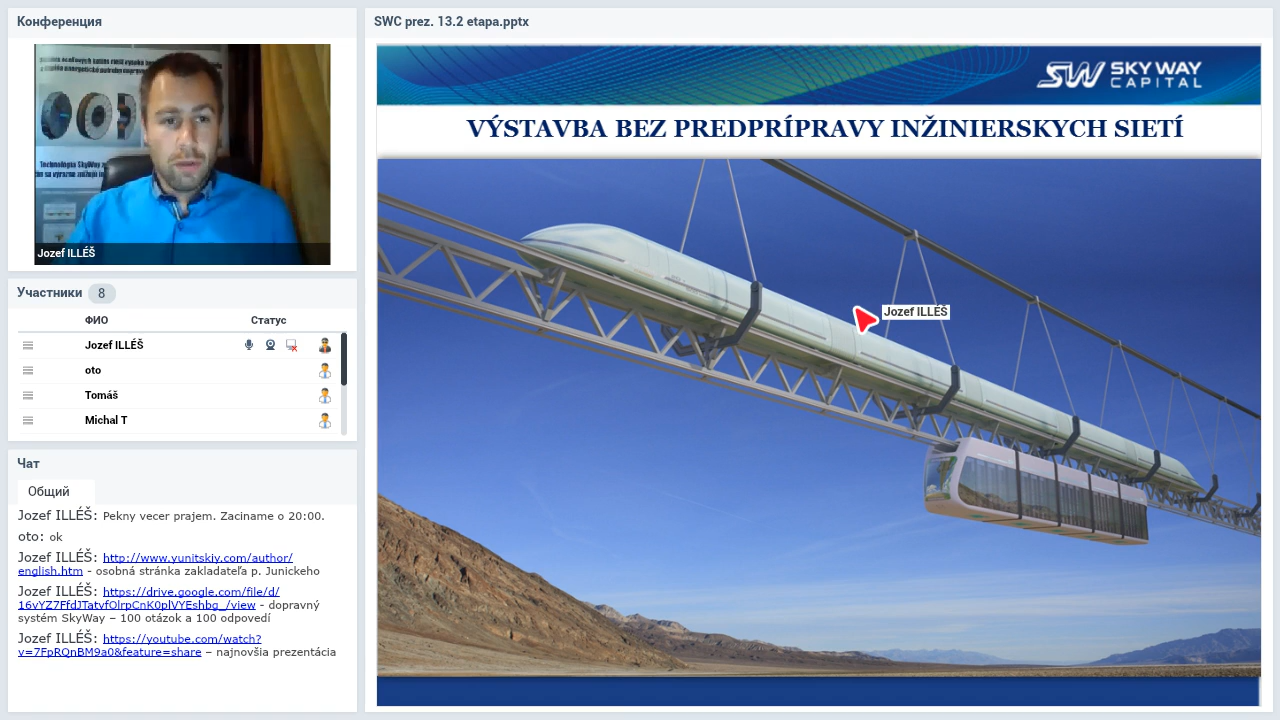 Конференция
Jozef ILLÉŠ
Участники 8
ФИО Статус
Jozef ILLÉŠ
oto
Tomáš
Michal T
Чат
Общий
Jozef ILLÉŠ: Pekny vecer prajem. Zaciname o 20:00.
oto: ok
Jozef ILLÉŠ: http://www.yunitskiy.com/author/
english.htm - osobná stránka zakladateľa p. Junickeho
Jozef ILLÉŠ: https://drive.google.com/file/d/
16vYZ7FfdJTatvfOlrpCnK0plVYEshbg_/view - dopravný
systém SkyWay – 100 otázok a 100 odpovedí
Jozef ILLÉŠ: https://youtube.com/watch?
v=7FpRQnBM9a0&feature=share – najnovšia prezentácia
SWC prez. 13.2 etapa.pptx
SW SKY WAY
CAPITAL
VÝSTAVBA BEZ PREDPRÍPRAVY INŽINIERSKYCH SIETÍ
Jozef ILLÉŠ